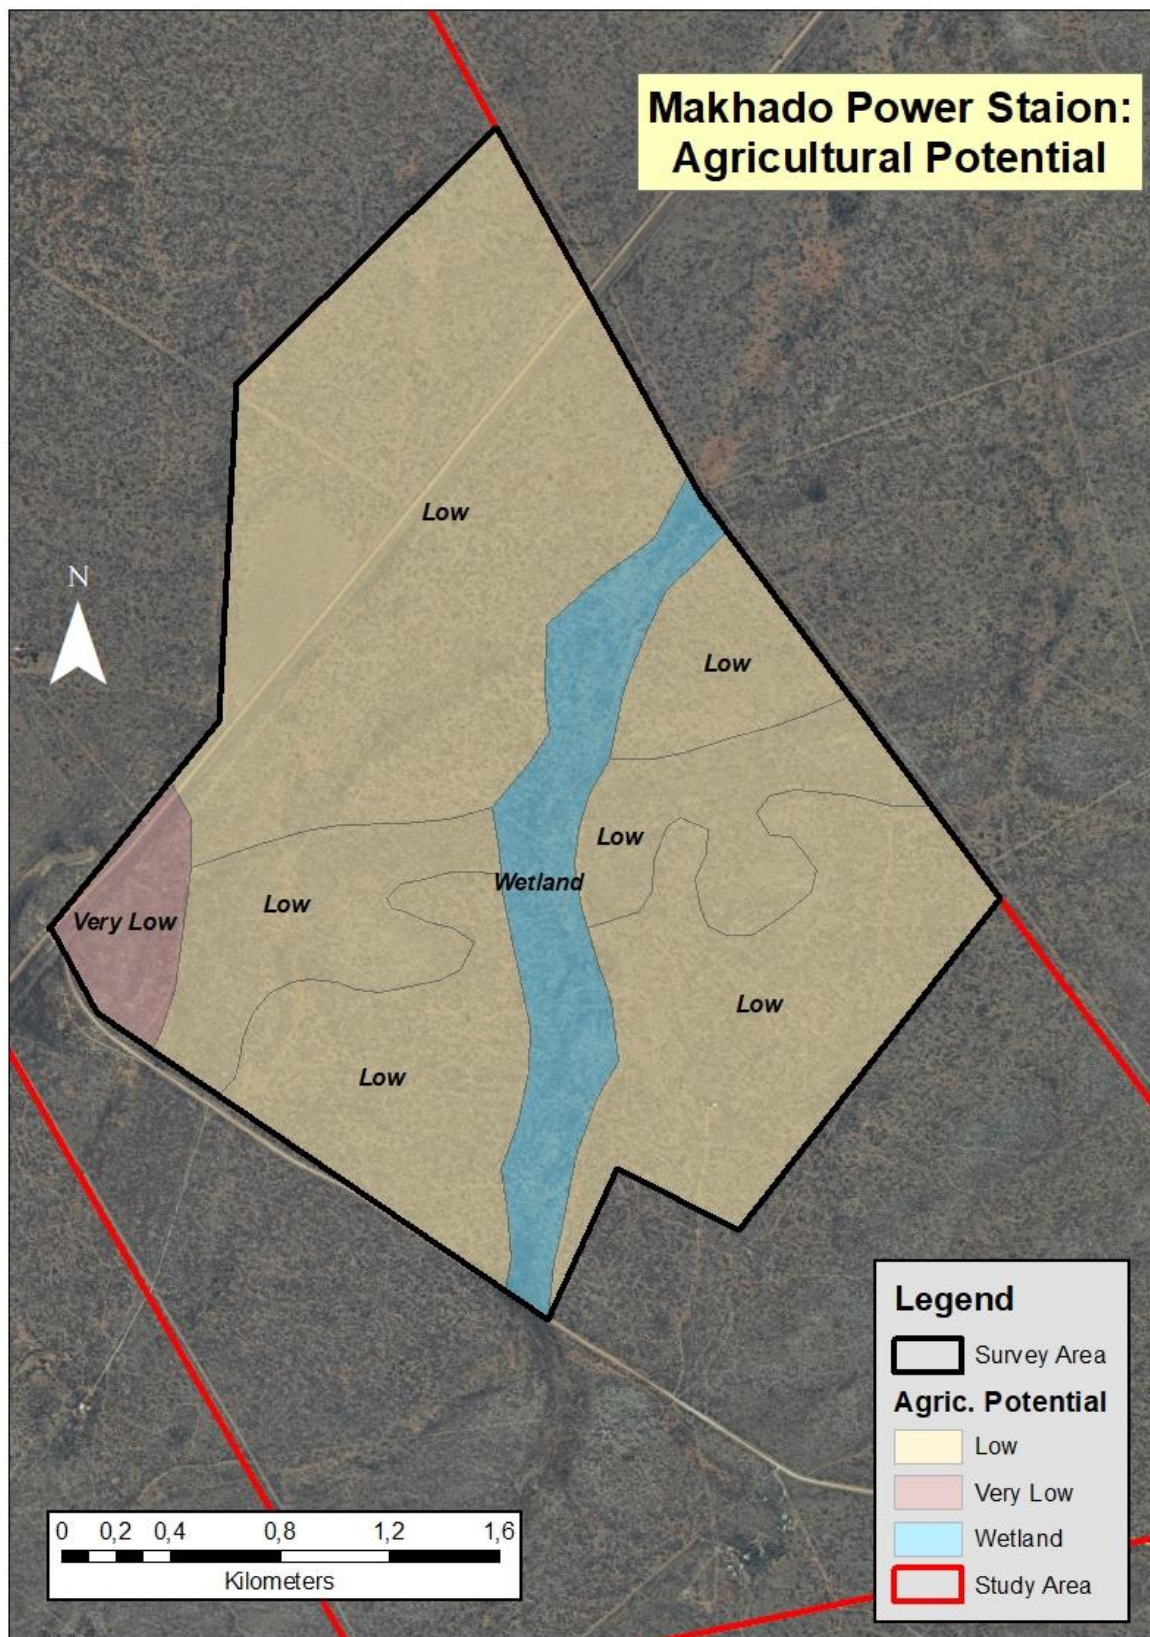 Makhado Power Staion:
Agricultural Potential
Low
N
Low
Low
Wetland
Low
Very Low
Low
Low
Legend
Survey Area
Agric. Potential
Low
Very Low
Wetland
Study Area
0 0,2 0,4 0,8 1,2 1,6
Kilometers